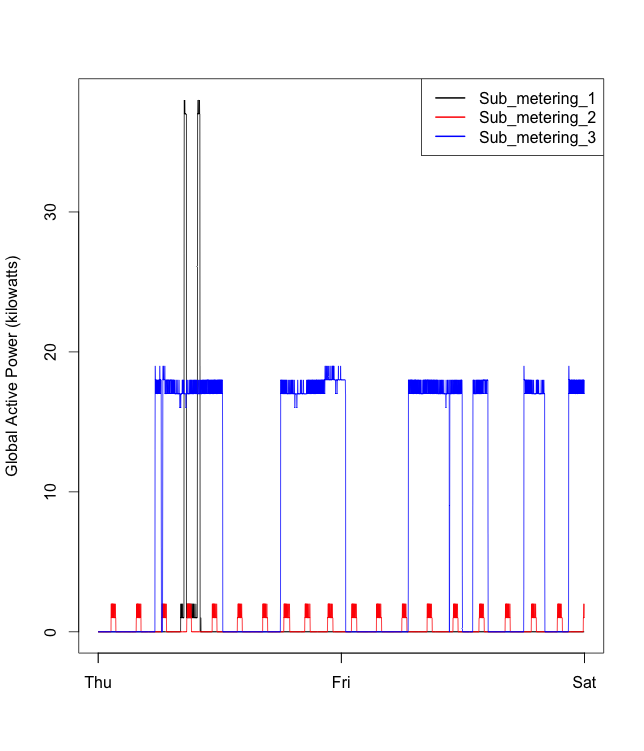 Sub_metering_1
Sub_metering_2
Sub_metering_3
Global Active Power (kilowatts)
30
20
10
0
Thu Fri Sat